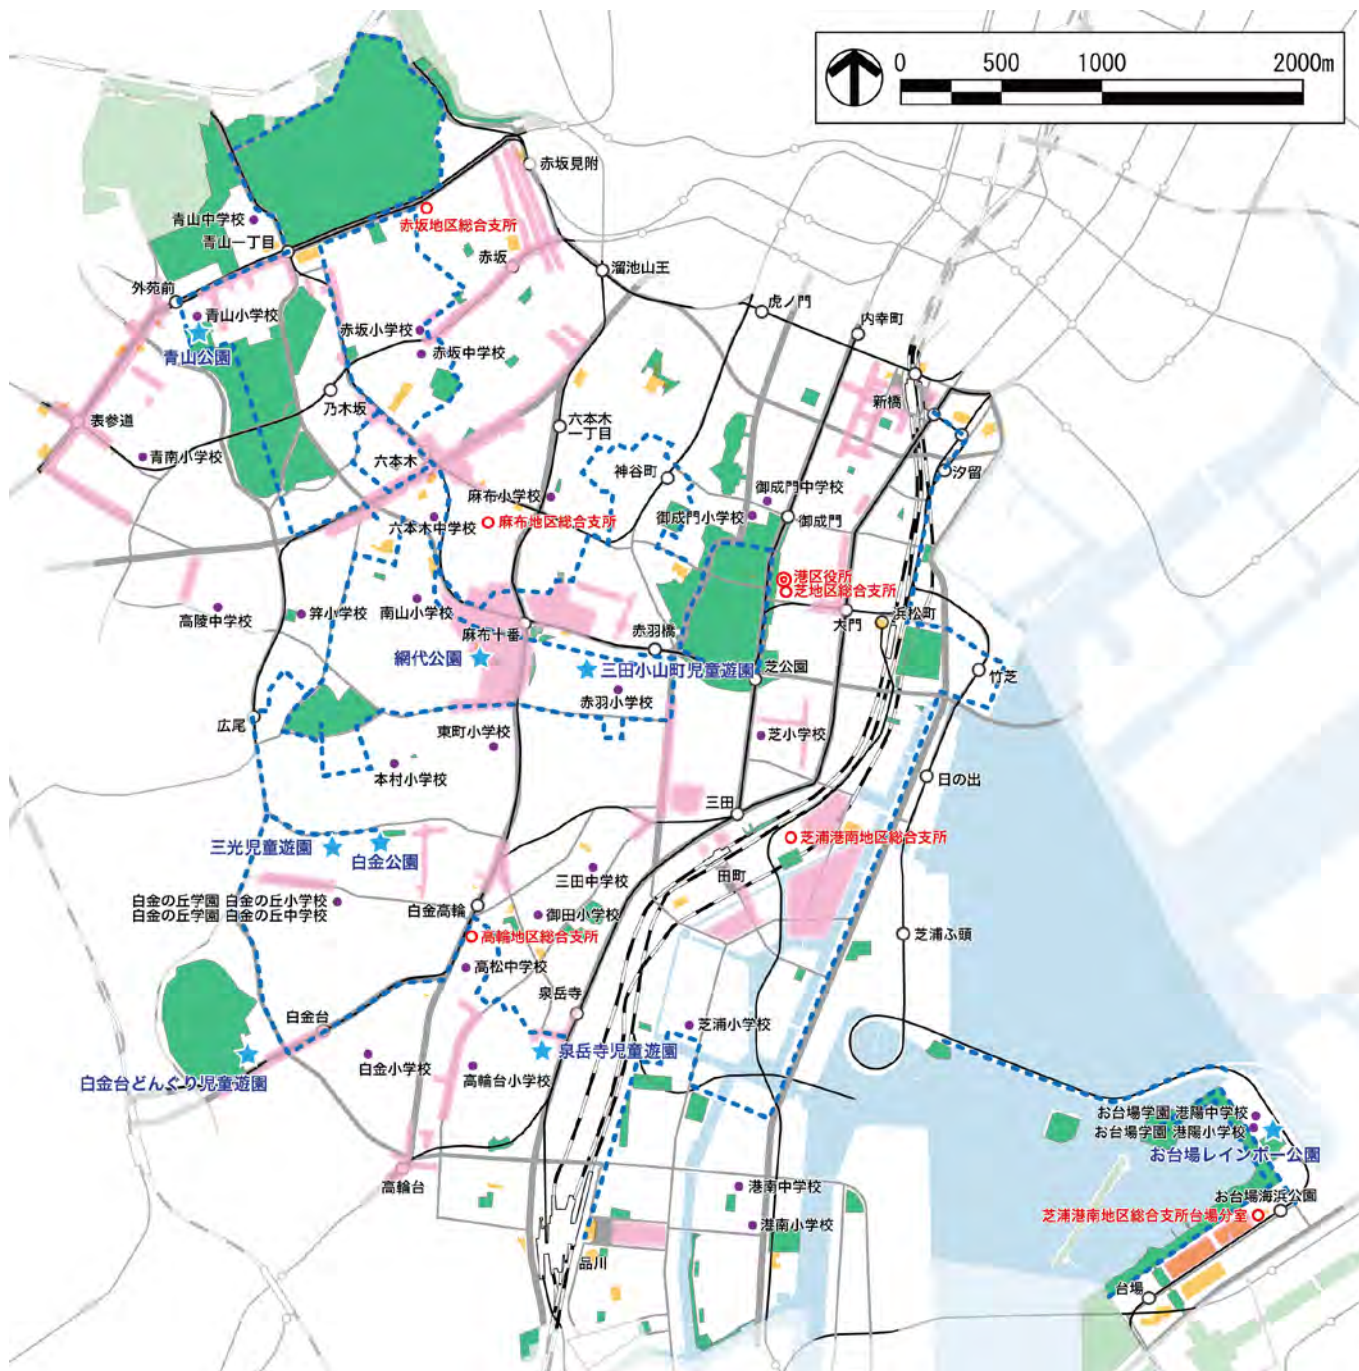 0 500 1000 2000m
赤坂見附
青山中学校
赤坂地区総合支所
青山一丁目
赤坂
溜池山王
外苑前
虎ノ門
内幸町
青山小学校
赤坂小学校
青山公園
赤坂中学校
新橋
乃木坂
表参道
六本木
一丁目
青南小学校
六本木
神谷町
汐留
御成門中学校
麻布小学校
御成門小学校
御成門
六本木中学校
麻布地区総合支所
港区役所
芝地区総合支所
高陵中学校
笄小学校
南山小学校
麻布十番
赤羽橋
大門
浜松町
網代公園
三田小山町児童遊園
芝公園
竹芝
赤羽小学校
広尾
東町小学校
芝小学校
本村小学校
日の出
三田
三光児童遊園
白金公園
芝浦港南地区総合支所
三田中学校
田町
白金の丘学園 白金の丘小学校
白金の丘学園 白金の丘中学校
白金高輪
御田小学校
高輪地区総合支所
芝浦ふ頭
高松中学校
泉岳寺
白金台
芝浦小学校
泉岳寺児童遊園
白金小学校
高輪台小学校
白金台どんぐり児童遊園
お台場学園 港陽中学校
お台場学園 港陽小学校
お台場レインボー公園
高輪台
港南中学校
お台場海浜公園
芝浦港南地区総合支所台場分室
港南小学校
品川
台場